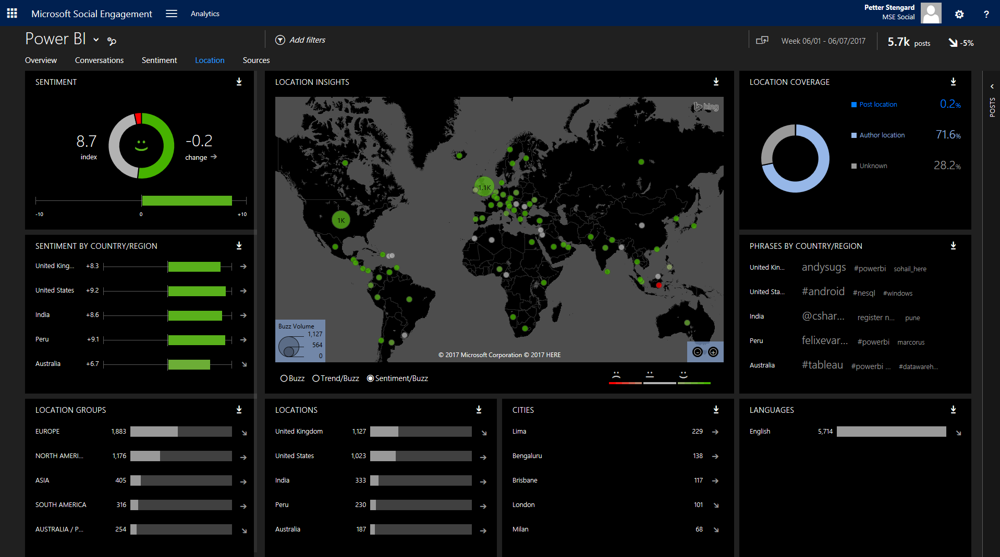 Microsoft Social Engagement
Analytics
Petter Stengard
MSE Social
?
Power BI
Add filters
Week 06/01 - 06/07/2017
5.7k posts
-5%
Overview
Conversations
Sentiment
Location
Sources
SENTIMENT
8.7
index
-0.2
change
-10
0
+10
LOCATION INSIGHTS
bing
1.1K
1K
Buzz Volume
1,127
564
0
© 2017 Microsoft Corporation © 2017 HERE
Buzz
Trend/Buzz
Sentiment/Buzz
LOCATION COVERAGE
Post location 0.2%
Author location 71.6%
Unknown 28.2%
POSTS
SENTIMENT BY COUNTRY/REGION
United King... +8.3
United States +9.2
India +8.6
Peru +9.1
Australia +6.7
PHRASES BY COUNTRY/REGION
United Kin... andysugs #powerbi sohail_here
United Sta... #android #nesql #windows
India @cshar... register n... pune
Peru felixevar... #powerbi marcorus
Australia #tableau #powerbi ... #datawareh...
LOCATION GROUPS
EUROPE 1,883
NORTH AMERI... 1,176
ASIA 405
SOUTH AMERICA 316
AUSTRALIA / P... 254
LOCATIONS
United Kingdom 1,127
United States 1,023
India 333
Peru 230
Australia 187
CITIES
Lima 229
Bengaluru 138
Brisbane 117
London 101
Milan 68
LANGUAGES
English 5,714